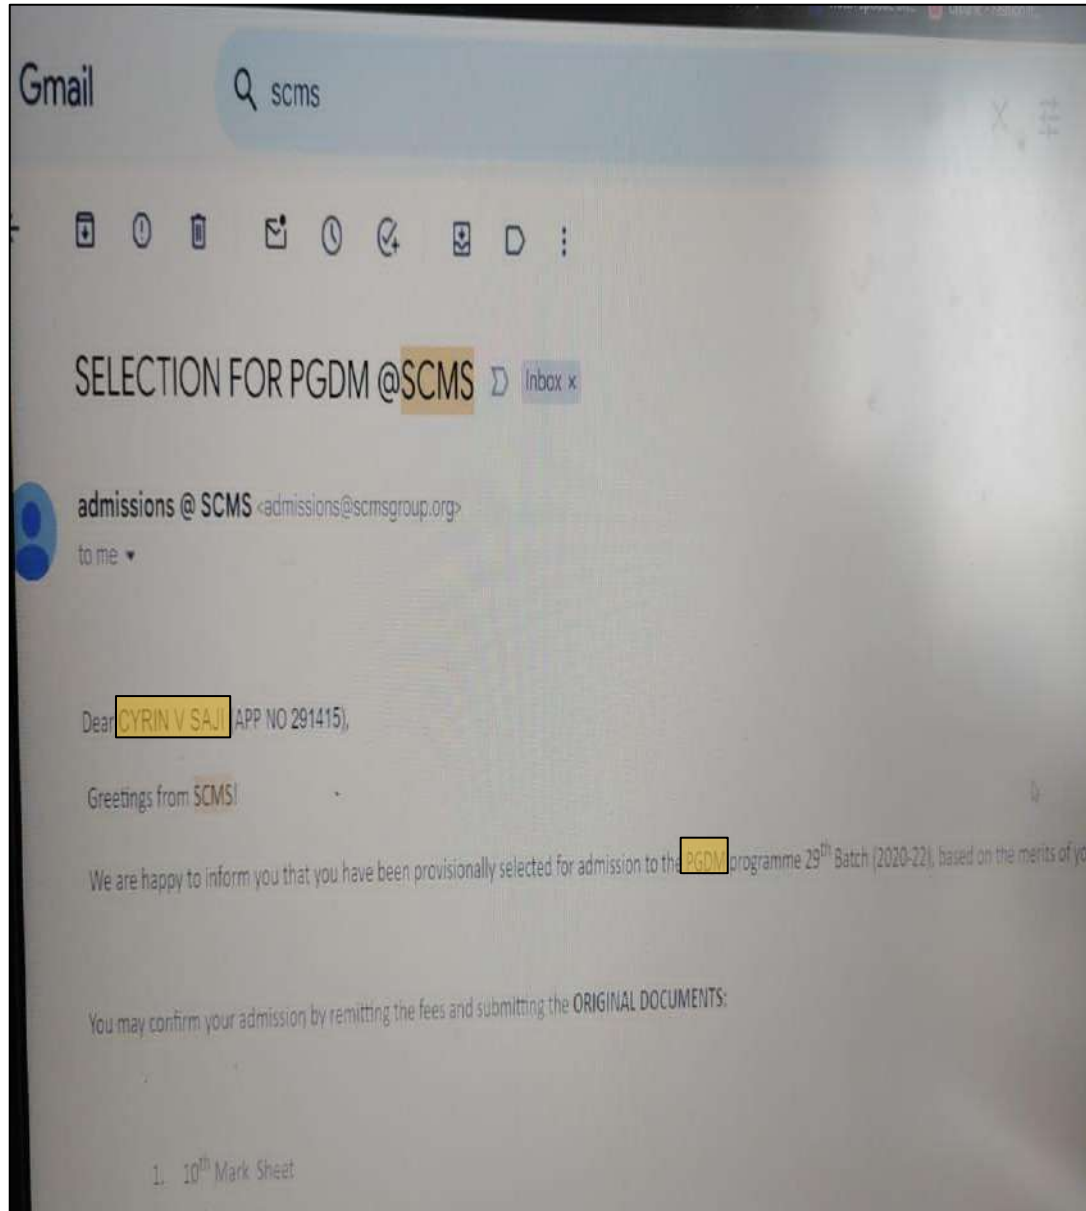 Gmail
scms
SELECTION FOR PGDM @SCMS Inbox x
admissions @ SCMS <admissions@scmsgroup.org>
to me
Dear CYRIN V SAJI (APP NO 291415),
Greetings from SCMS!
We are happy to inform you that you have been provisionally selected for admission to the PGDM programme 29th Batch (2020-22), based on the merits of yo
You may confirm your admission by remitting the fees and submitting the ORIGINAL DOCUMENTS:
1. 10th Mark Sheet